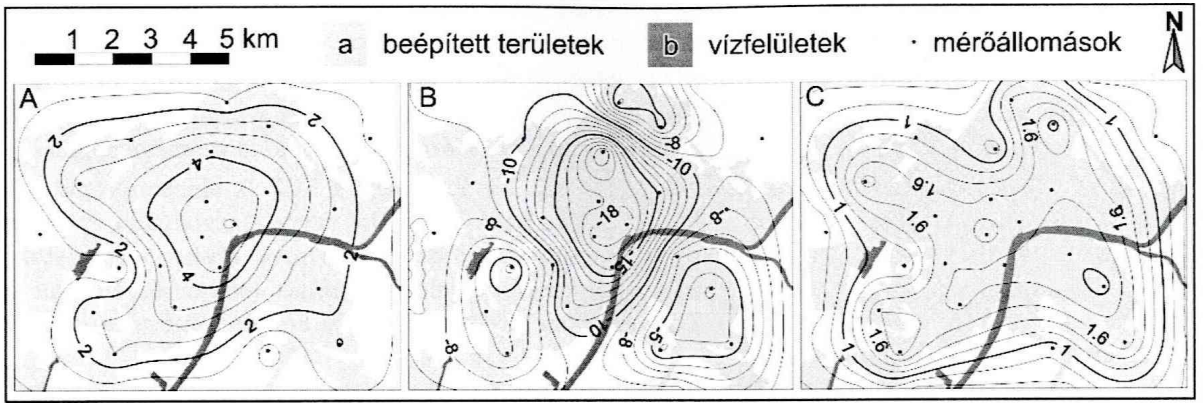 1 2 3 4 5 km a beépített területek b vízfelületek · mérőállomások N
A 2 2 4 2 4 2 2 2
B -8 -10 -10 -18 -8 -8 -15 -10 -8 -5 -8
C 1 1.6 1 1.6 1 1.6 1.6 1.6 1 1 1.6